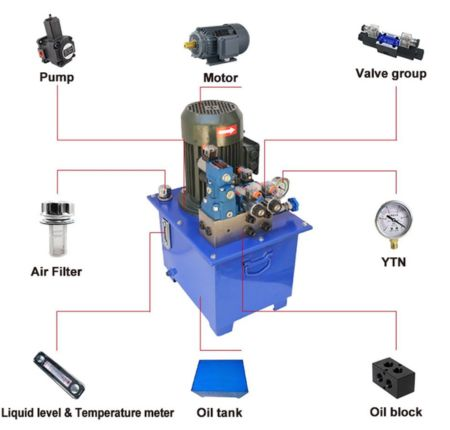 Pump
Motor
Valve group
Air Filter
YTN
Liquid level & Temperature meter
Oil tank
Oil block